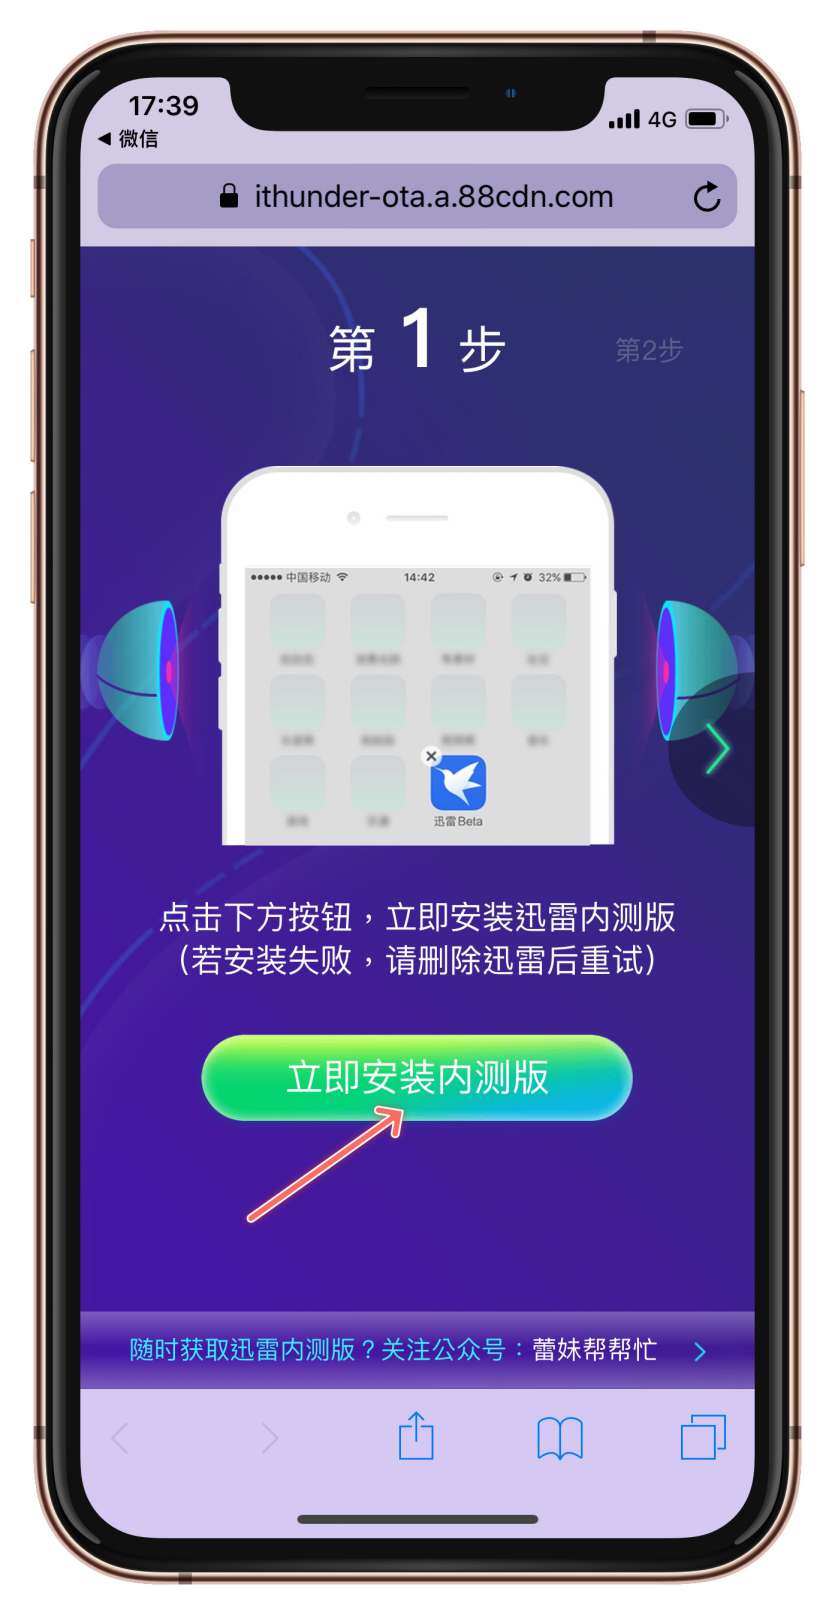 17:39
4G
◀ 微信
ithunder-ota.a.88cdn.com
第 1 步
第2步
中国移动
14:42
32%
迅雷Beta
点击下方按钮，立即安装迅雷内测版
（若安装失败，请删除迅雷后重试）
立即安装内测版
随时获取迅雷内测版？关注公众号：蕾妹帮帮忙